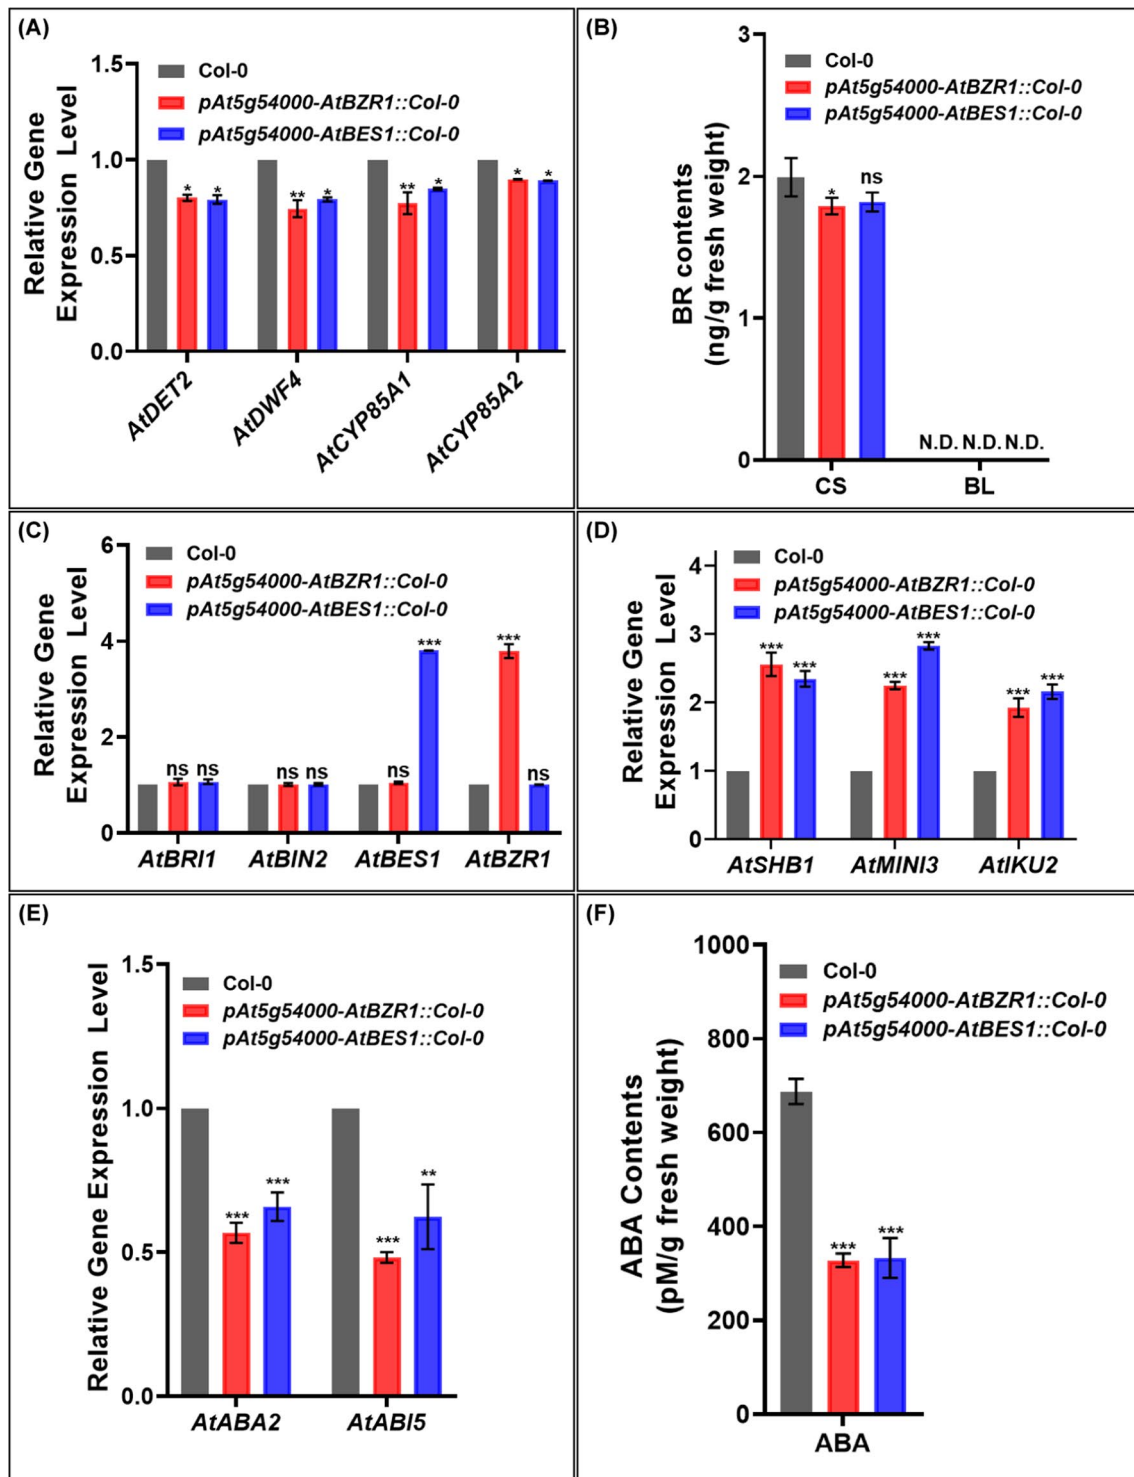 (A)
Relative Gene
Expression Level
1.5
1.0
0.5
0.0
Col-0
pAt5g54000-AtBZR1::Col-0
pAt5g54000-AtBES1::Col-0
* * ** * ** * * *
AtDET2 AtDWF4 AtCYP85A1 AtCYP85A2
(B)
BR contents
(ng/g fresh weight)
3
2
1
0
Col-0
pAt5g54000-AtBZR1::Col-0
pAt5g54000-AtBES1::Col-0
* ns
N.D. N.D. N.D.
CS BL
(C)
Relative Gene
Expression Level
6
4
2
0
Col-0
pAt5g54000-AtBZR1::Col-0
pAt5g54000-AtBES1::Col-0
ns ns ns ns ns *** *** ns
AtBRI1 AtBIN2 AtBES1 AtBZR1
(D)
Relative Gene
Expression Level
4
3
2
1
0
Col-0
pAt5g54000-AtBZR1::Col-0
pAt5g54000-AtBES1::Col-0
*** *** *** *** *** ***
AtSHB1 AtMINI3 AtIKU2
(E)
Relative Gene Expression Level
1.5
1.0
0.5
0.0
Col-0
pAt5g54000-AtBZR1::Col-0
pAt5g54000-AtBES1::Col-0
*** *** *** **
AtABA2 AtABI5
(F)
ABA Contents
(pM/g fresh weight)
1000
800
600
400
200
0
Col-0
pAt5g54000-AtBZR1::Col-0
pAt5g54000-AtBES1::Col-0
*** ***
ABA